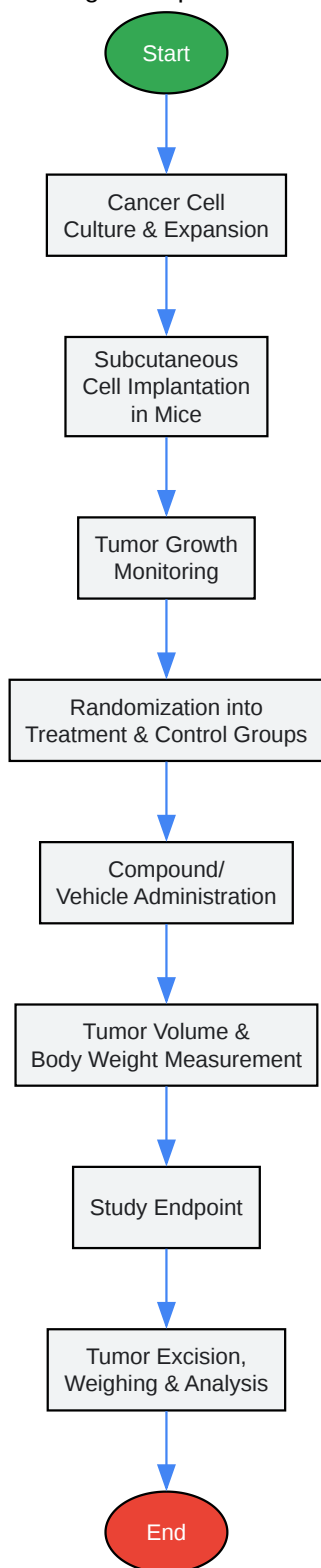 Start
Cancer Cell
Culture & Expansion
Subcutaneous
Cell Implantation
in Mice
Tumor Growth
Monitoring
Randomization into
Treatment & Control Groups
Compound/
Vehicle Administration
Tumor Volume &
Body Weight Measurement
Study Endpoint
Tumor Excision,
Weighing & Analysis
End